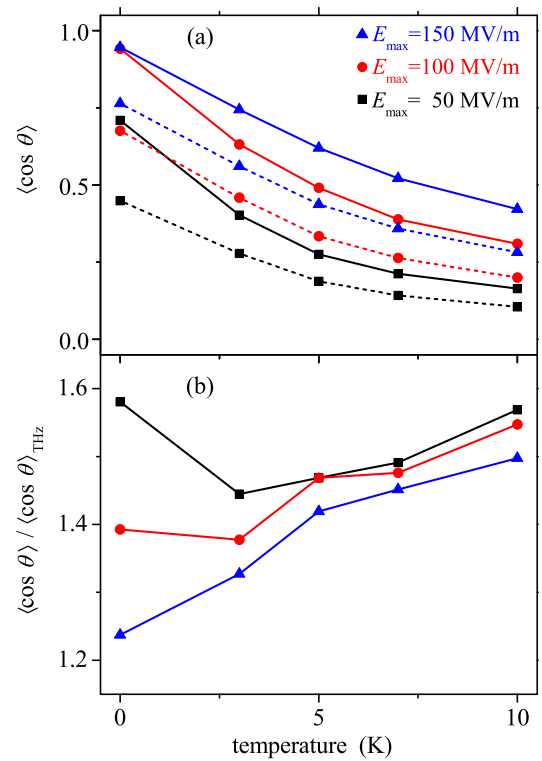 1.0
(a)
E_max=150 MV/m
E_max=100 MV/m
E_max= 50 MV/m
⟨cos θ⟩
0.5
0.0
1.6
(b)
⟨cos θ⟩ / ⟨cos θ⟩_THz
1.4
1.2
0
5
10
temperature (K)